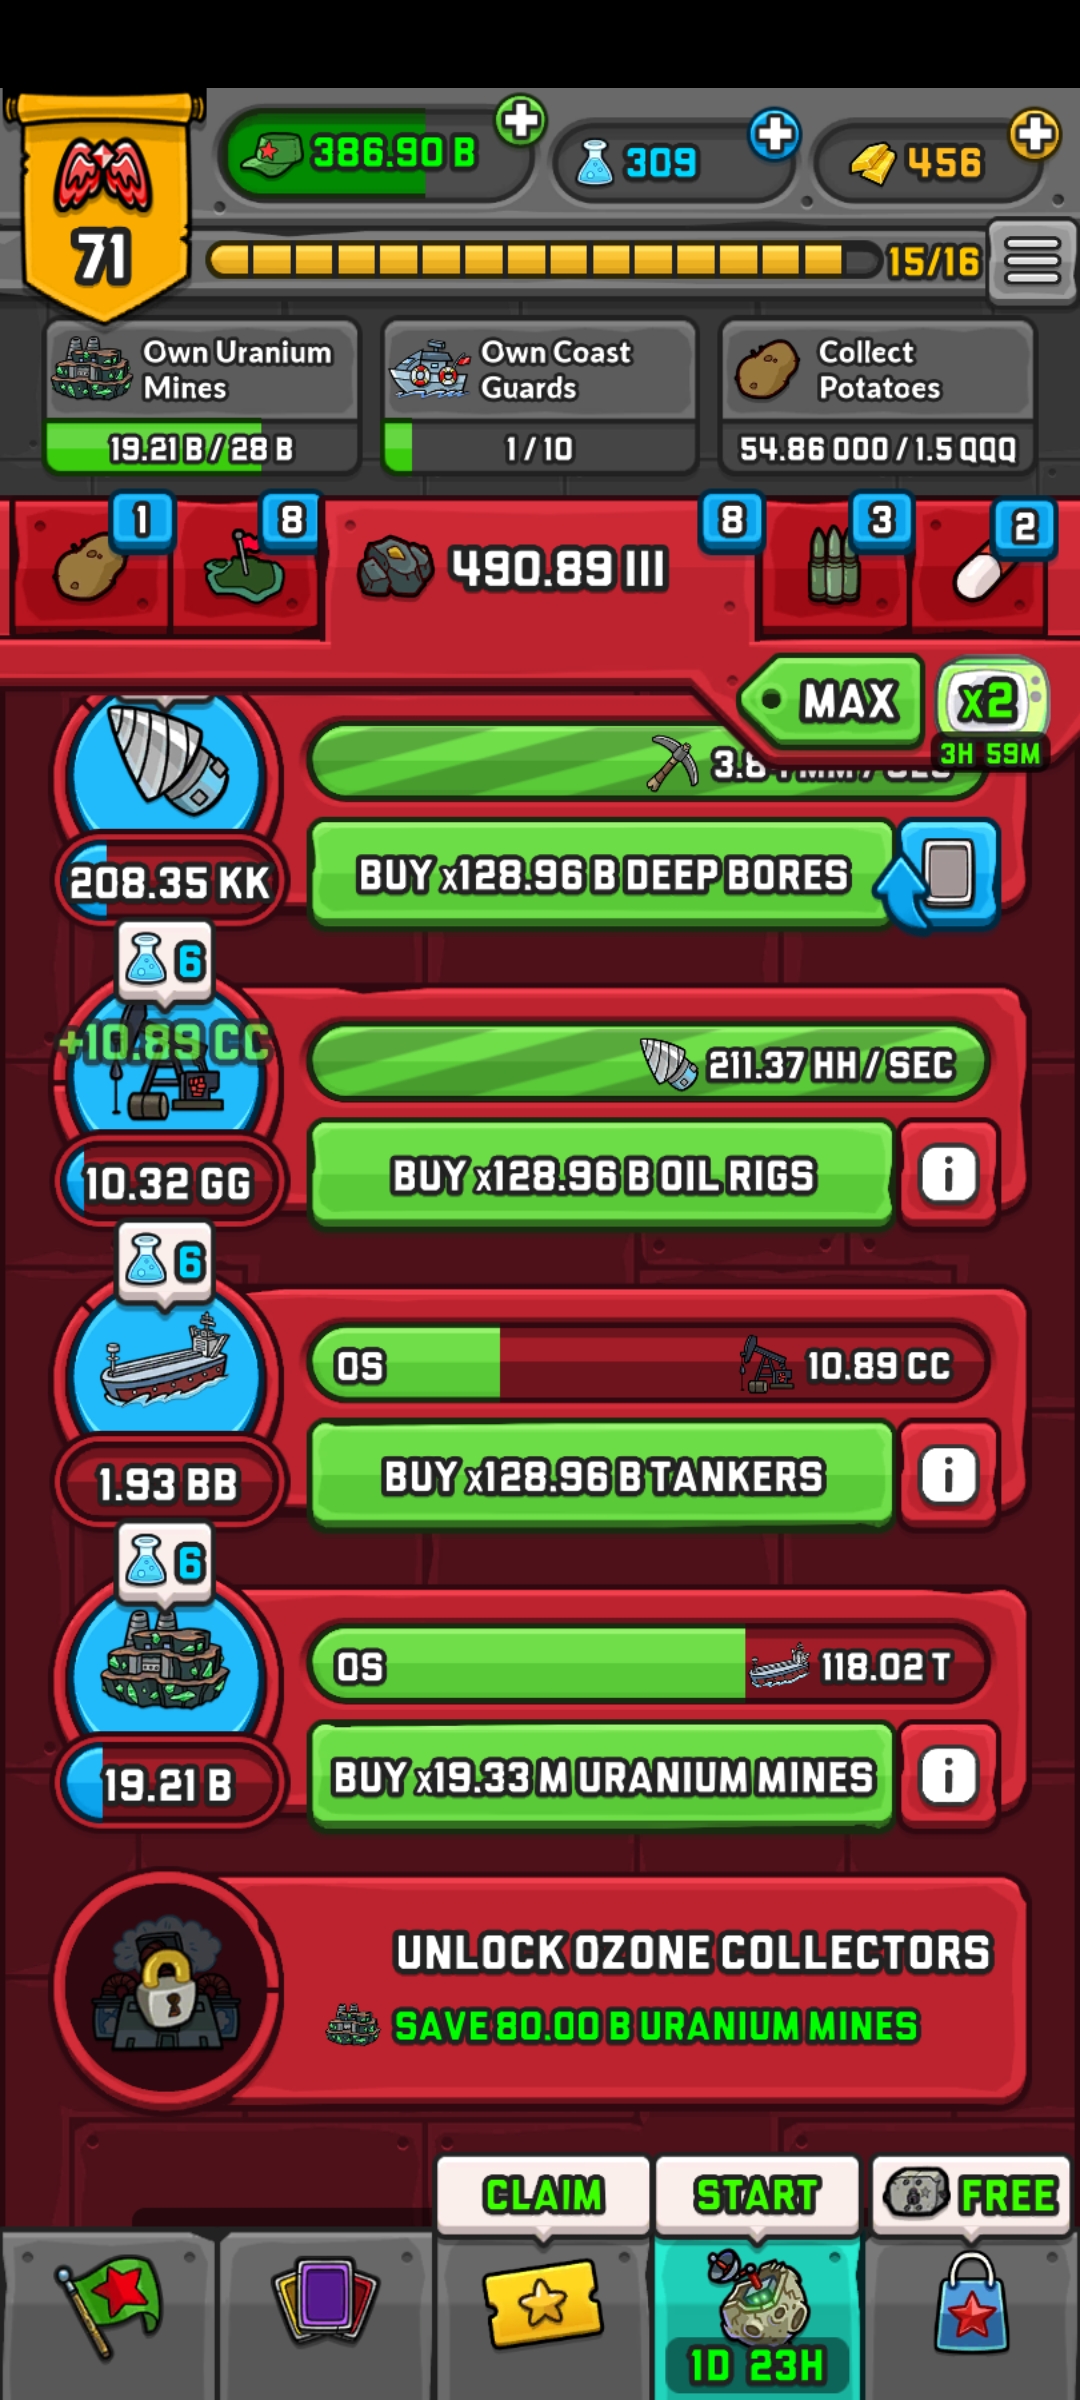 386.90 B
309
456
71
15/16
Own Uranium
Mines
19.21 B / 28 B
Own Coast
Guards
1 / 10
Collect
Potatoes
54.86 OOO / 1.5 QQQ
1
8
490.89 III
8
3
2
MAX
x2
3H 59M
208.35 KK
BUY x128.96 B DEEP BORES
6
+10.89 CC
211.37 HH / SEC
10.32 GG
BUY x128.96 B OIL RIGS
6
0S
10.89 CC
1.93 BB
BUY x128.96 B TANKERS
6
0S
118.02 T
19.21 B
BUY x19.33 M URANIUM MINES
UNLOCK OZONE COLLECTORS
SAVE 80.00 B URANIUM MINES
CLAIM
START
FREE
1D 23H